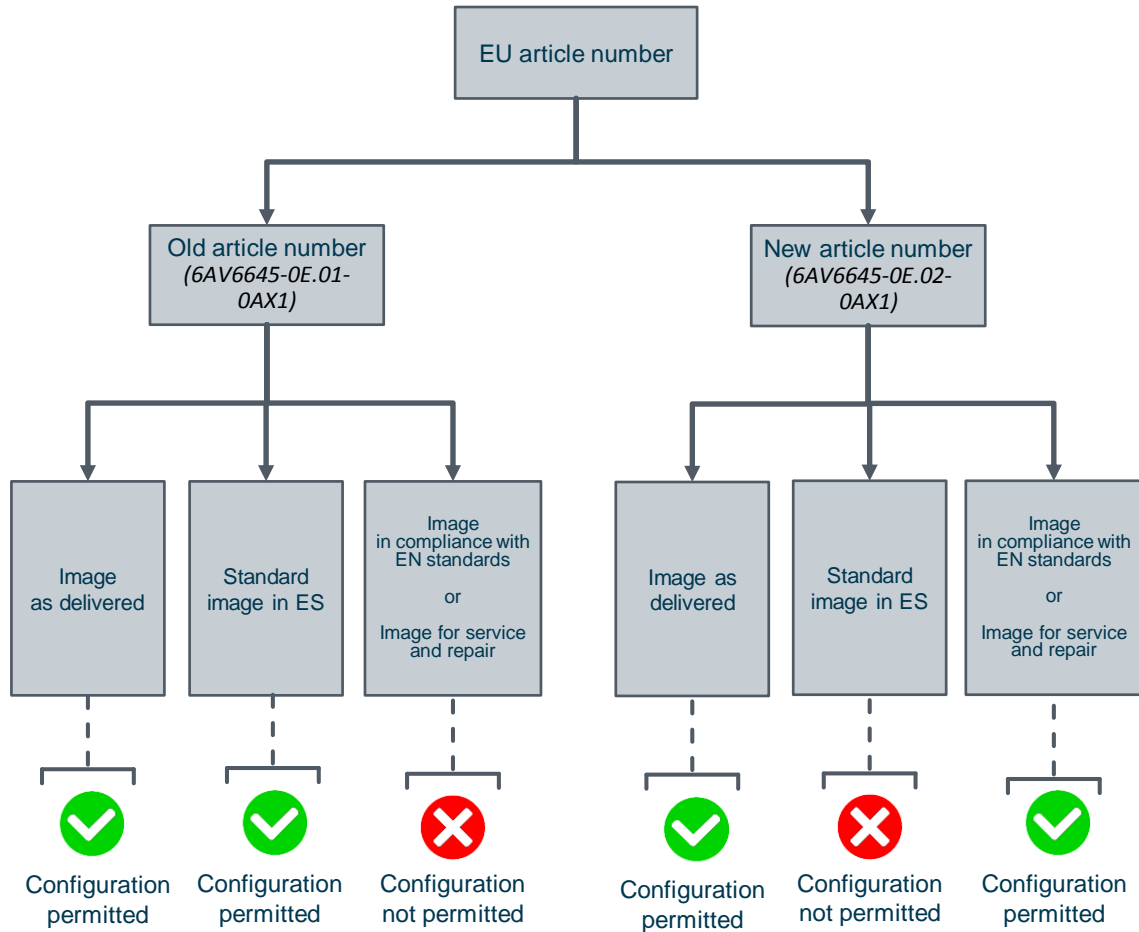 EU article number
Old article number
(6AV6645-0E.01-
0AX1)
New article number
(6AV6645-0E.02-
0AX1)
Image
as delivered
Standard
image in ES
Image
in compliance with
EN standards
or
Image for service
and repair
Image as
delivered
Standard
image in ES
Image
in compliance with
EN standards
or
Image for service
and repair
Configuration
permitted
Configuration
permitted
Configuration
not permitted
Configuration
permitted
Configuration
not permitted
Configuration
permitted